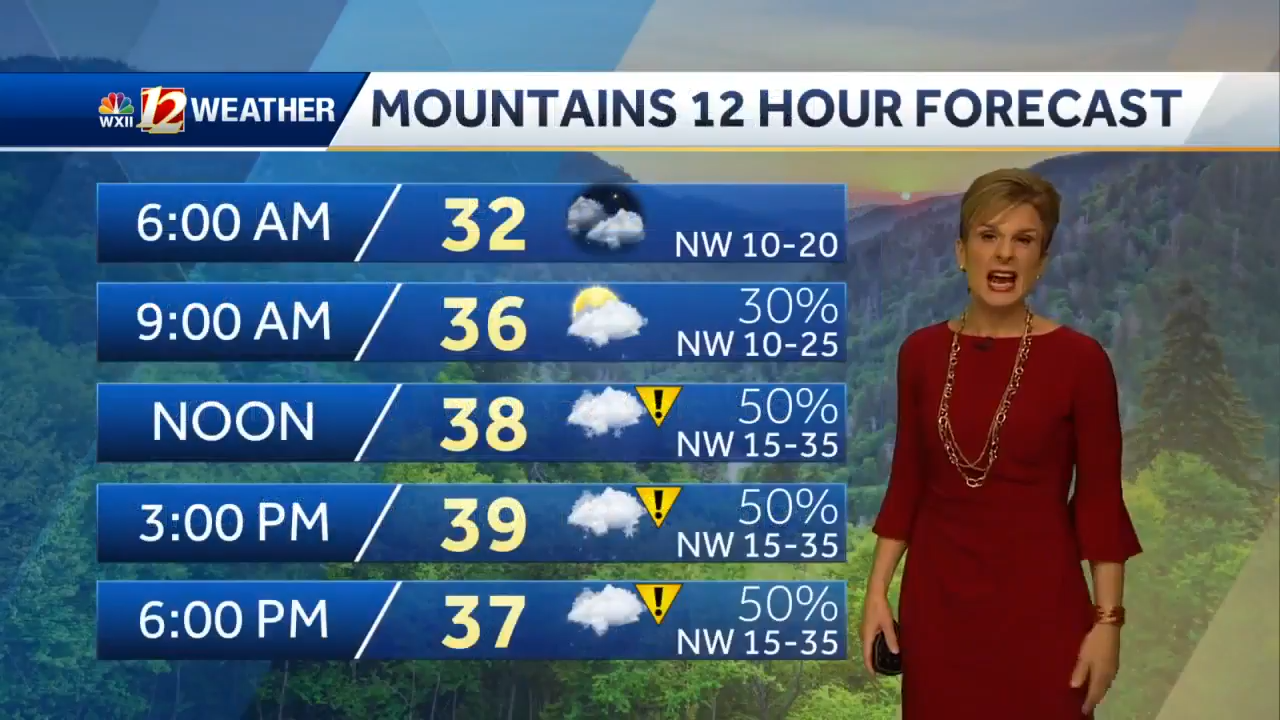 WXII 12 WEATHER
MOUNTAINS 12 HOUR FORECAST
6:00 AM 32 NW 10-20
9:00 AM 36 30% NW 10-25
NOON 38 ! 50% NW 15-35
3:00 PM 39 ! 50% NW 15-35
6:00 PM 37 ! 50% NW 15-35